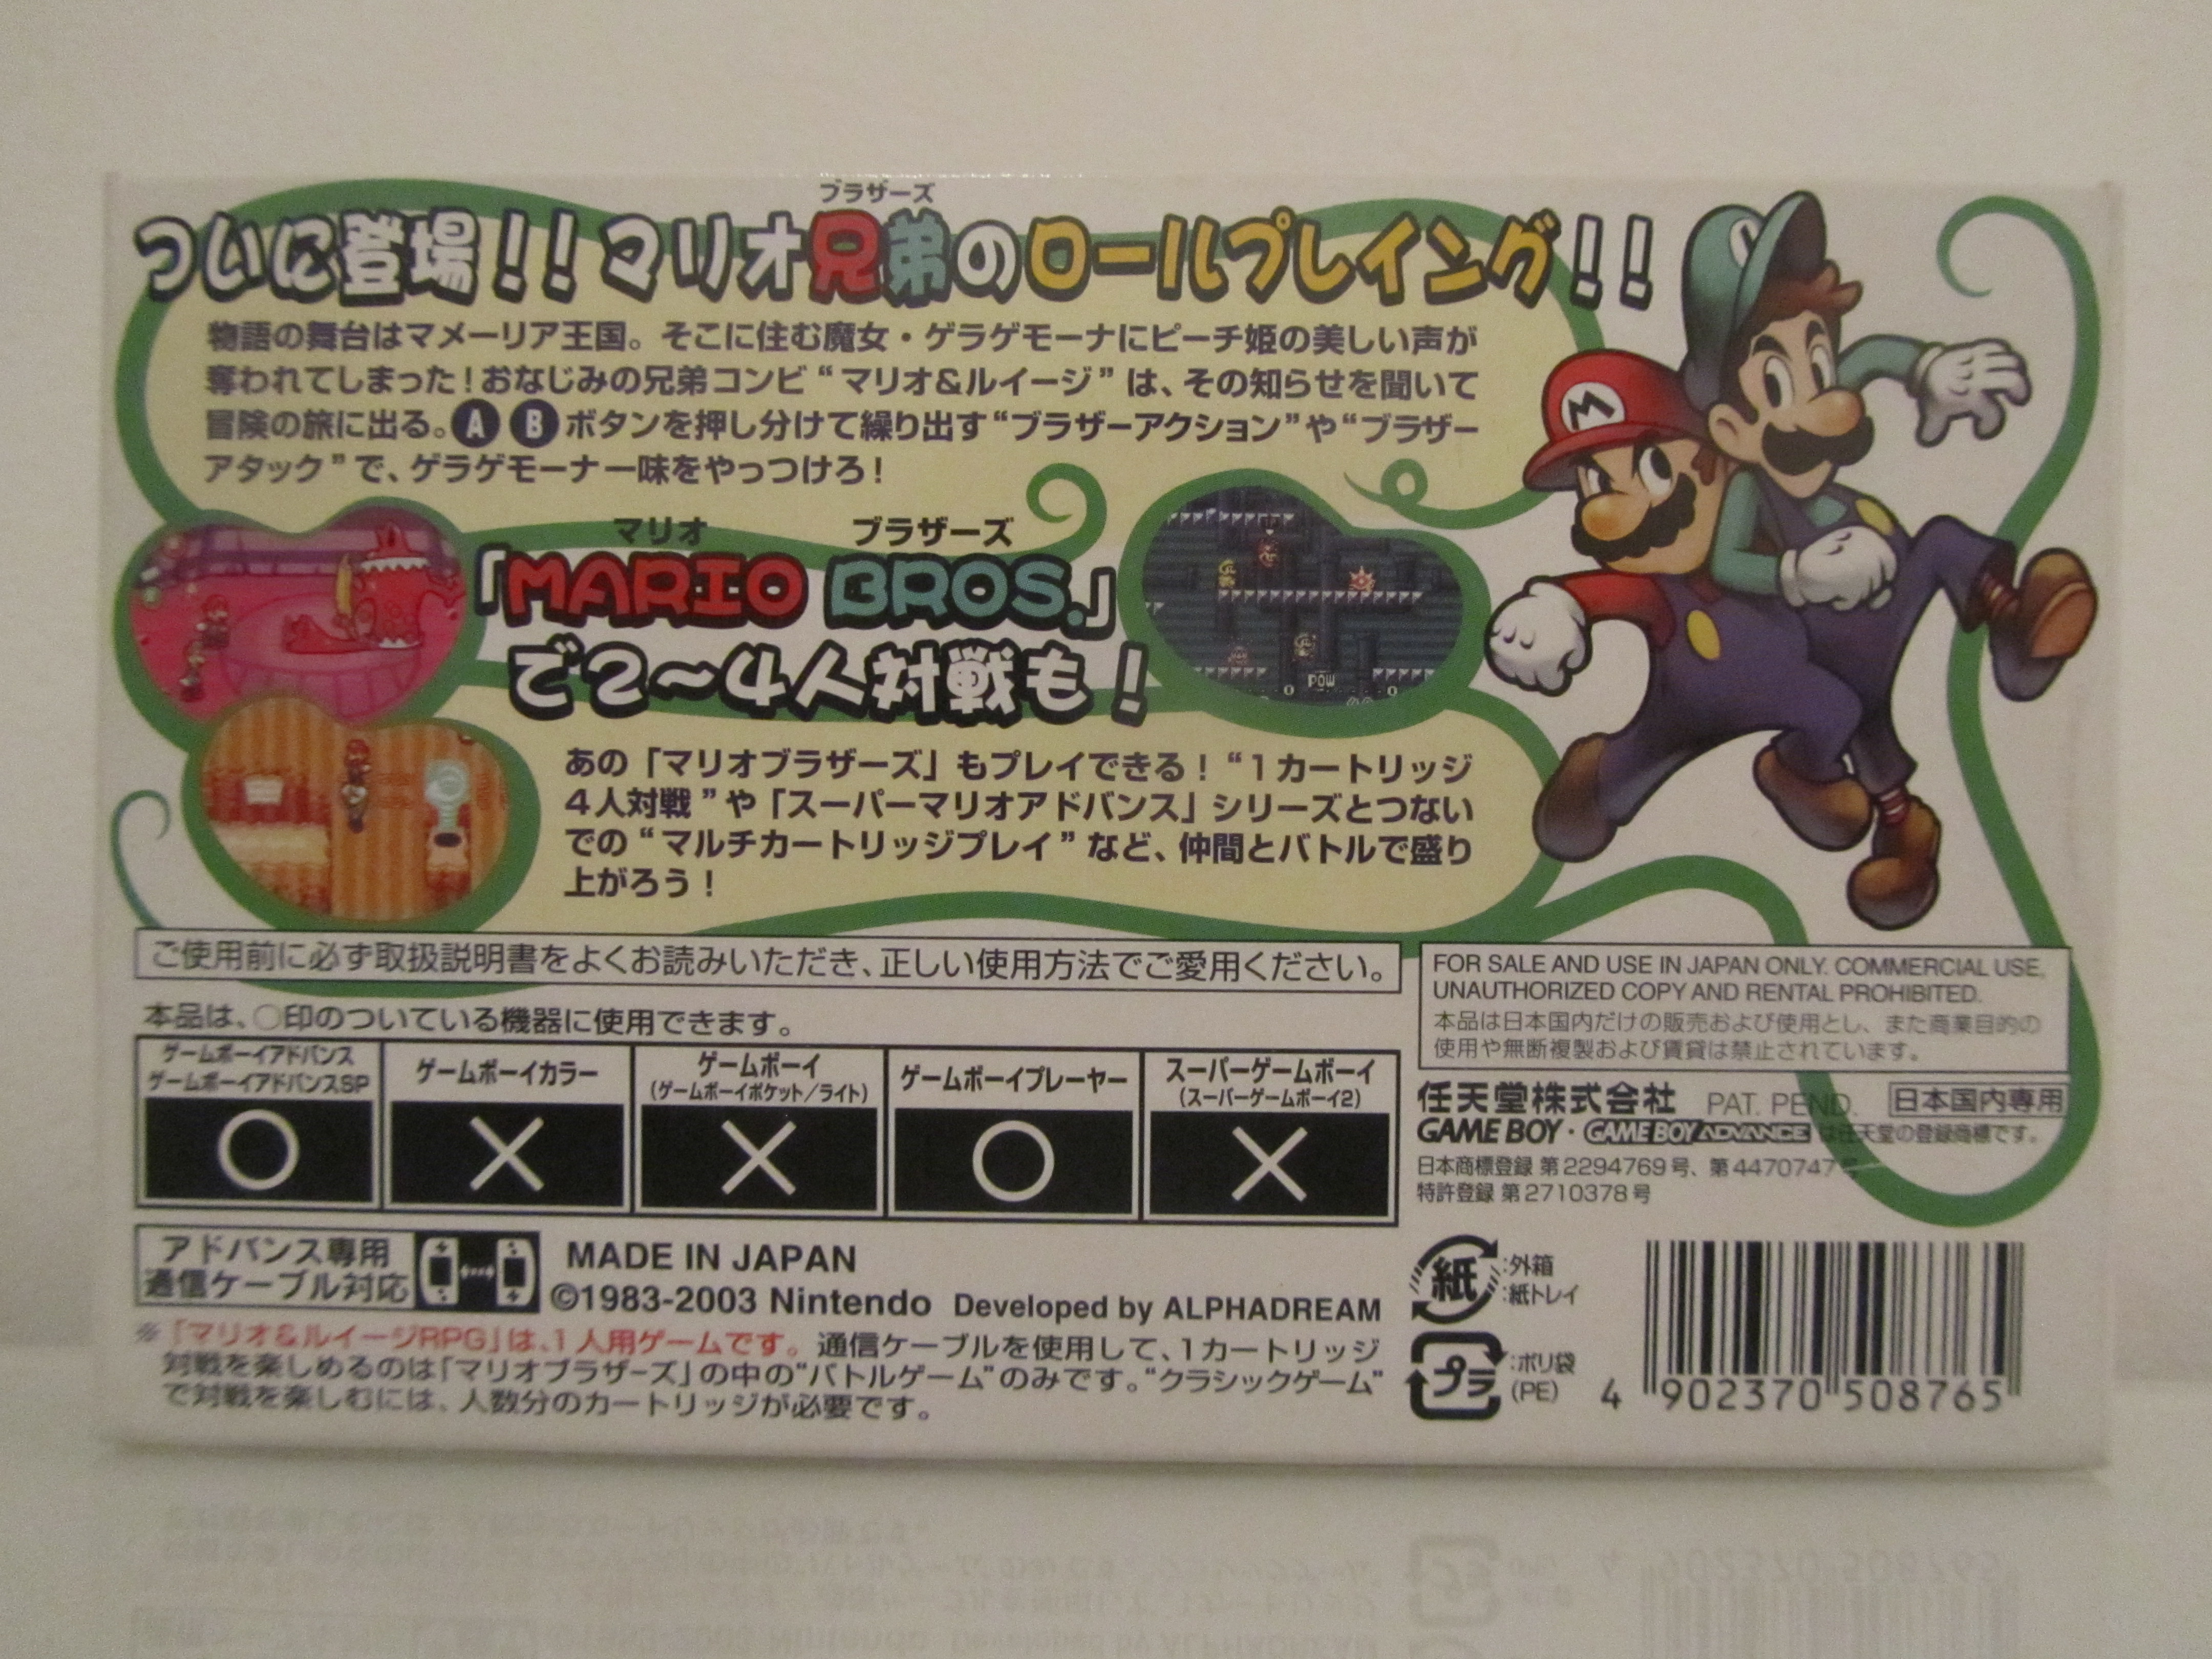 ブラザーズ
ついに登場!! マリオ兄弟のロールプレイング!!
物語の舞台はマメーリア王国。そこに住む魔女・ゲラゲモーナにピーチ姫の美しい声が
奪われてしまった!おなじみの兄弟コンビ“マリオ&ルイージ”は、その知らせを聞いて
冒険の旅に出る。A B ボタンを押し分けて繰り出す“ブラザーアクション”や“ブラザー
アタック”で、ゲラゲモーナ一味をやっつけろ!
マリオ ブラザーズ
「MARIO BROS.」
で2〜4人対戦も!
POW
あの「マリオブラザーズ」もプレイできる!“1カートリッジ
4人対戦”や「スーパーマリオアドバンス」シリーズとつない
での“マルチカートリッジプレイ”など、仲間とバトルで盛り
上がろう!
ご使用前に必ず取扱説明書をよくお読みいただき、正しい使用方法でご愛用ください。
本品は、○印のついている機器に使用できます。
ゲームボーイアドバンス
ゲームボーイアドバンスSP
ゲームボーイカラー
ゲームボーイ
(ゲームボーイポケット/ライト)
ゲームボーイプレーヤー
スーパーゲームボーイ
(スーパーゲームボーイ2)
○ × × ○ ×
FOR SALE AND USE IN JAPAN ONLY. COMMERCIAL USE,
UNAUTHORIZED COPY AND RENTAL PROHIBITED.
本品は日本国内だけの販売および使用とし、また商業目的の
使用や無断複製および賃貸は禁止されています。
任天堂株式会社 PAT. PEND. 日本国内専用
GAME BOY・GAME BOY ADVANCE は任天堂の登録商標です。
日本商標登録 第2294769号、第4470747号
特許登録 第2710378号
アドバンス専用
通信ケーブル対応
MADE IN JAPAN
©1983-2003 Nintendo Developed by ALPHADREAM
※「マリオ&ルイージRPG」は、1人用ゲームです。通信ケーブルを使用して、1カートリッジ
対戦を楽しめるのは「マリオブラザーズ」の中の“バトルゲーム”のみです。“クラシックゲーム”
で対戦を楽しむには、人数分のカートリッジが必要です。
紙 :外箱
:紙トレイ
プラ :ポリ袋
(PE)
4 902370 508765